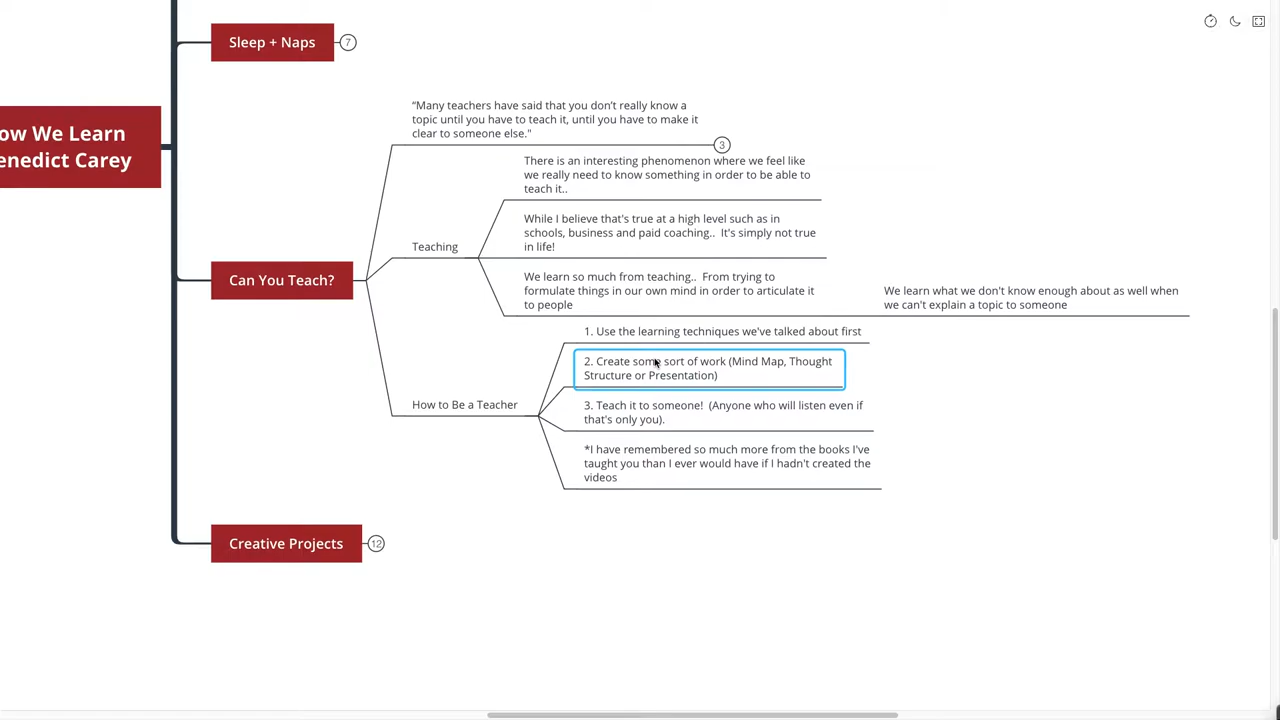 Sleep + Naps
7
ow We Learn
enedict Carey
“Many teachers have said that you don’t really know a
topic until you have to teach it, until you have to make it
clear to someone else."
3
There is an interesting phenomenon where we feel like
we really need to know something in order to be able to
teach it..
While I believe that's true at a high level such as in
schools, business and paid coaching..  It's simply not true
in life!
Teaching
Can You Teach?
We learn so much from teaching..  From trying to
formulate things in our own mind in order to articulate it
to people
We learn what we don't know enough about as well when
we can't explain a topic to someone
1. Use the learning techniques we've talked about first
2. Create some sort of work (Mind Map, Thought
Structure or Presentation)
How to Be a Teacher
3. Teach it to someone!  (Anyone who will listen even if
that's only you).
*I have remembered so much more from the books I've
taught you than I ever would have if I hadn't created the
videos
Creative Projects
12